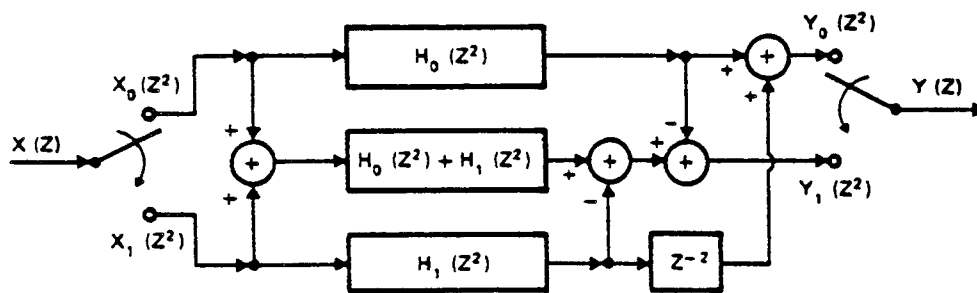 H₀ (Z²)
Y₀ (Z²)
X₀ (Z²)
+
+
+
Y (Z)
-
X (Z)
+
+
+
H₀ (Z²) + H₁ (Z²)
+
+
+
+
+
-
Y₁ (Z²)
X₁ (Z²)
H₁ (Z²)
Z⁻²